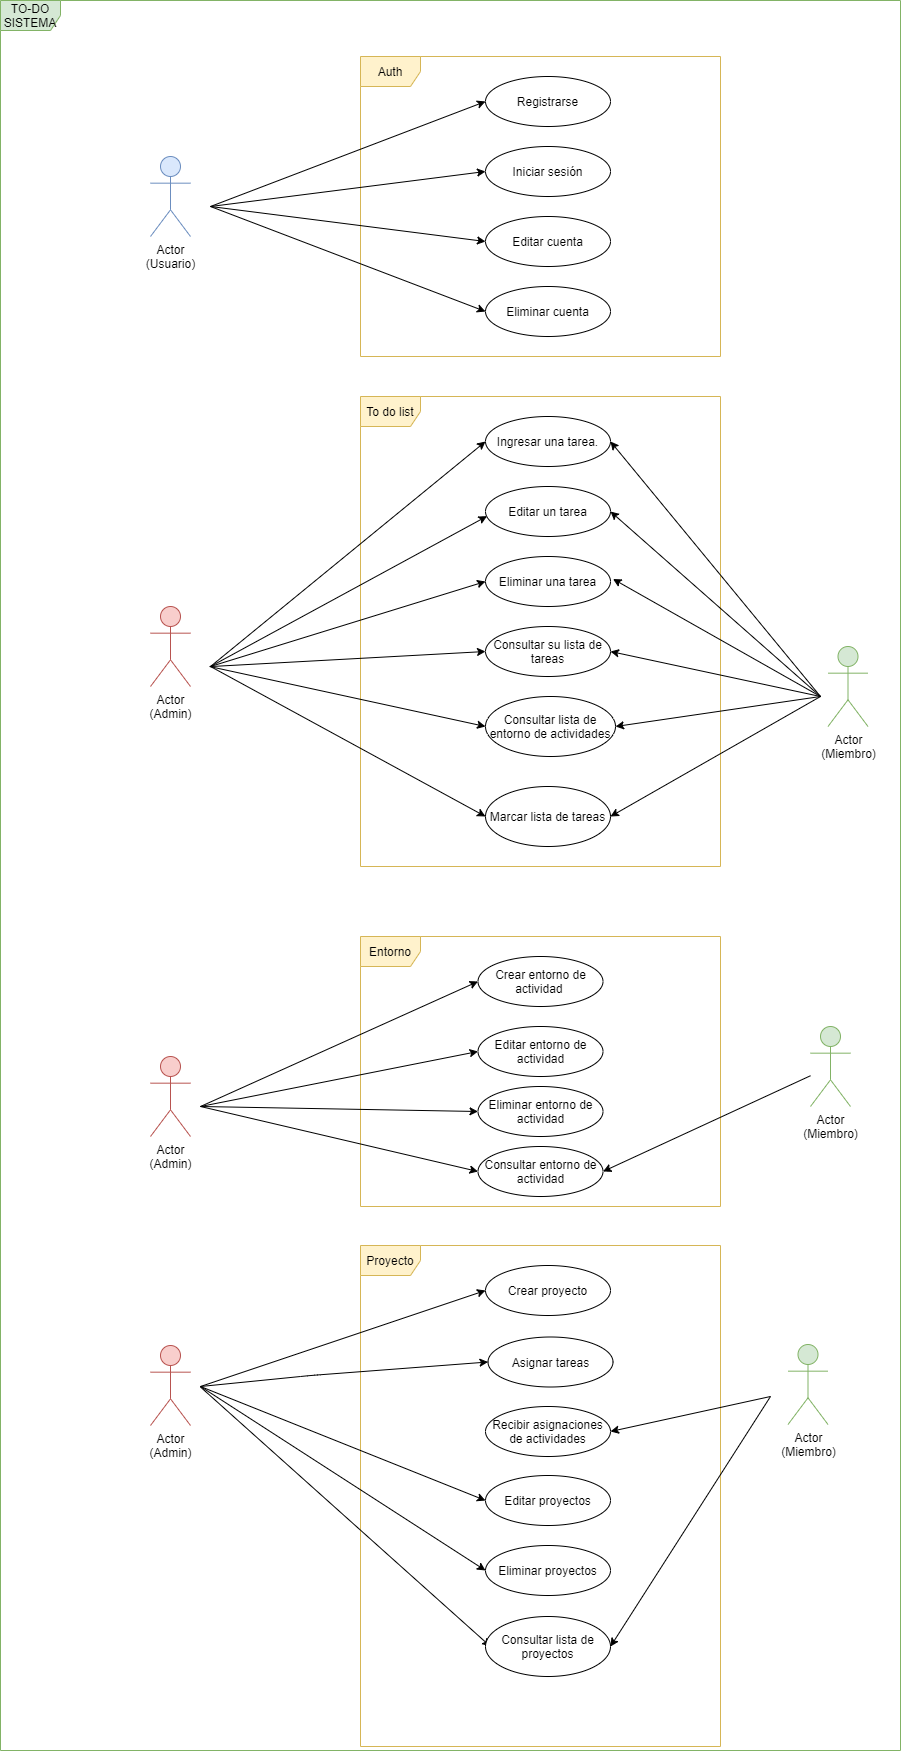 TO-DO
SISTEMA
Auth
Registrarse
Iniciar sesión
Editar cuenta
Eliminar cuenta
Actor
(Usuario)
To do list
Ingresar una tarea.
Editar un tarea
Eliminar una tarea
Consultar su lista de
tareas
Consultar lista de
entorno de actividades
Marcar lista de tareas
Actor
(Admin)
Actor
(Miembro)
Entorno
Crear entorno de
actividad
Editar entorno de
actividad
Eliminar entorno de
actividad
Consultar entorno de
actividad
Actor
(Admin)
Actor
(Miembro)
Proyecto
Crear proyecto
Asignar tareas
Recibir asignaciones
de actividades
Editar proyectos
Eliminar proyectos
Consultar lista de
proyectos
Actor
(Admin)
Actor
(Miembro)